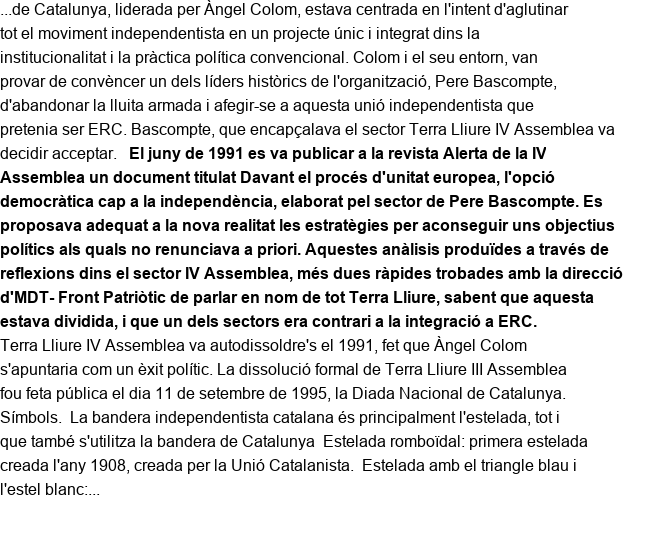 ...de Catalunya, liderada per Àngel Colom, estava centrada en l'intent d'aglutinar
tot el moviment independentista en un projecte únic i integrat dins la
institucionalitat i la pràctica política convencional. Colom i el seu entorn, van
provar de convèncer un dels líders històrics de l'organització, Pere Bascompte,
d'abandonar la lluita armada i afegir-se a aquesta unió independentista que
pretenia ser ERC. Bascompte, que encapçalava el sector Terra Lliure IV Assemblea va
decidir acceptar. El juny de 1991 es va publicar a la revista Alerta de la IV
Assemblea un document titulat Davant el procés d'unitat europea, l'opció
democràtica cap a la independència, elaborat pel sector de Pere Bascompte. Es
proposava adequat a la nova realitat les estratègies per aconseguir uns objectius
polítics als quals no renunciava a priori. Aquestes anàlisis produïdes a través de
reflexions dins el sector IV Assemblea, més dues ràpides trobades amb la direcció
d'MDT- Front Patriòtic de parlar en nom de tot Terra Lliure, sabent que aquesta
estava dividida, i que un dels sectors era contrari a la integració a ERC.
Terra Lliure IV Assemblea va autodissoldre's el 1991, fet que Àngel Colom
s'apuntaria com un èxit polític. La dissolució formal de Terra Lliure III Assemblea
fou feta pública el dia 11 de setembre de 1995, la Diada Nacional de Catalunya.
Símbols. La bandera independentista catalana és principalment l'estelada, tot i
que també s'utilitza la bandera de Catalunya Estelada romboïdal: primera estelada
creada l'any 1908, creada per la Unió Catalanista. Estelada amb el triangle blau i
l'estel blanc:...